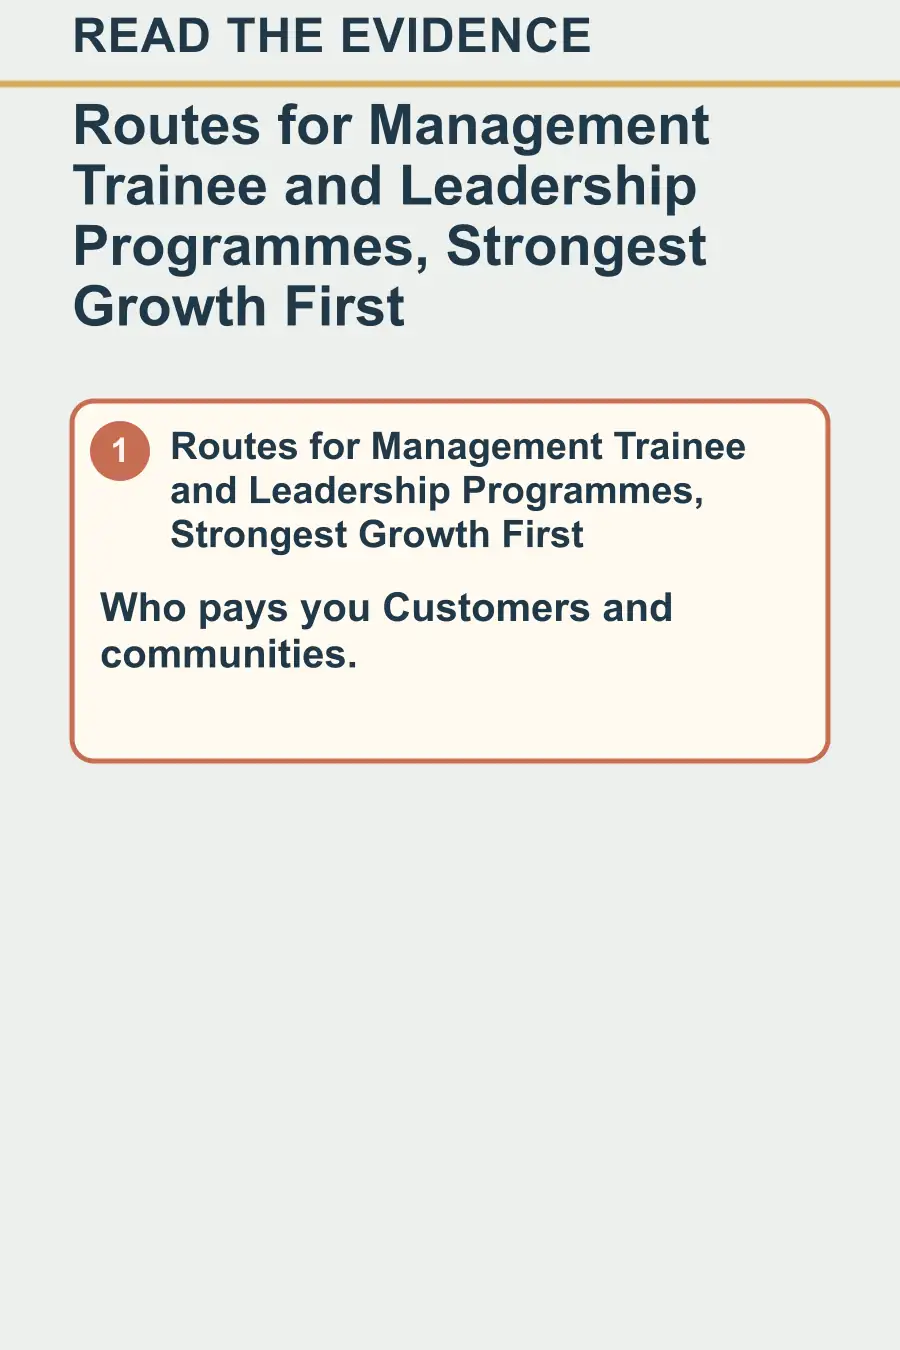 READ THE EVIDENCE
Routes for Management
Trainee and Leadership
Programmes, Strongest
Growth First
1
Routes for Management Trainee
and Leadership Programmes,
Strongest Growth First
Who pays you Customers and
communities.